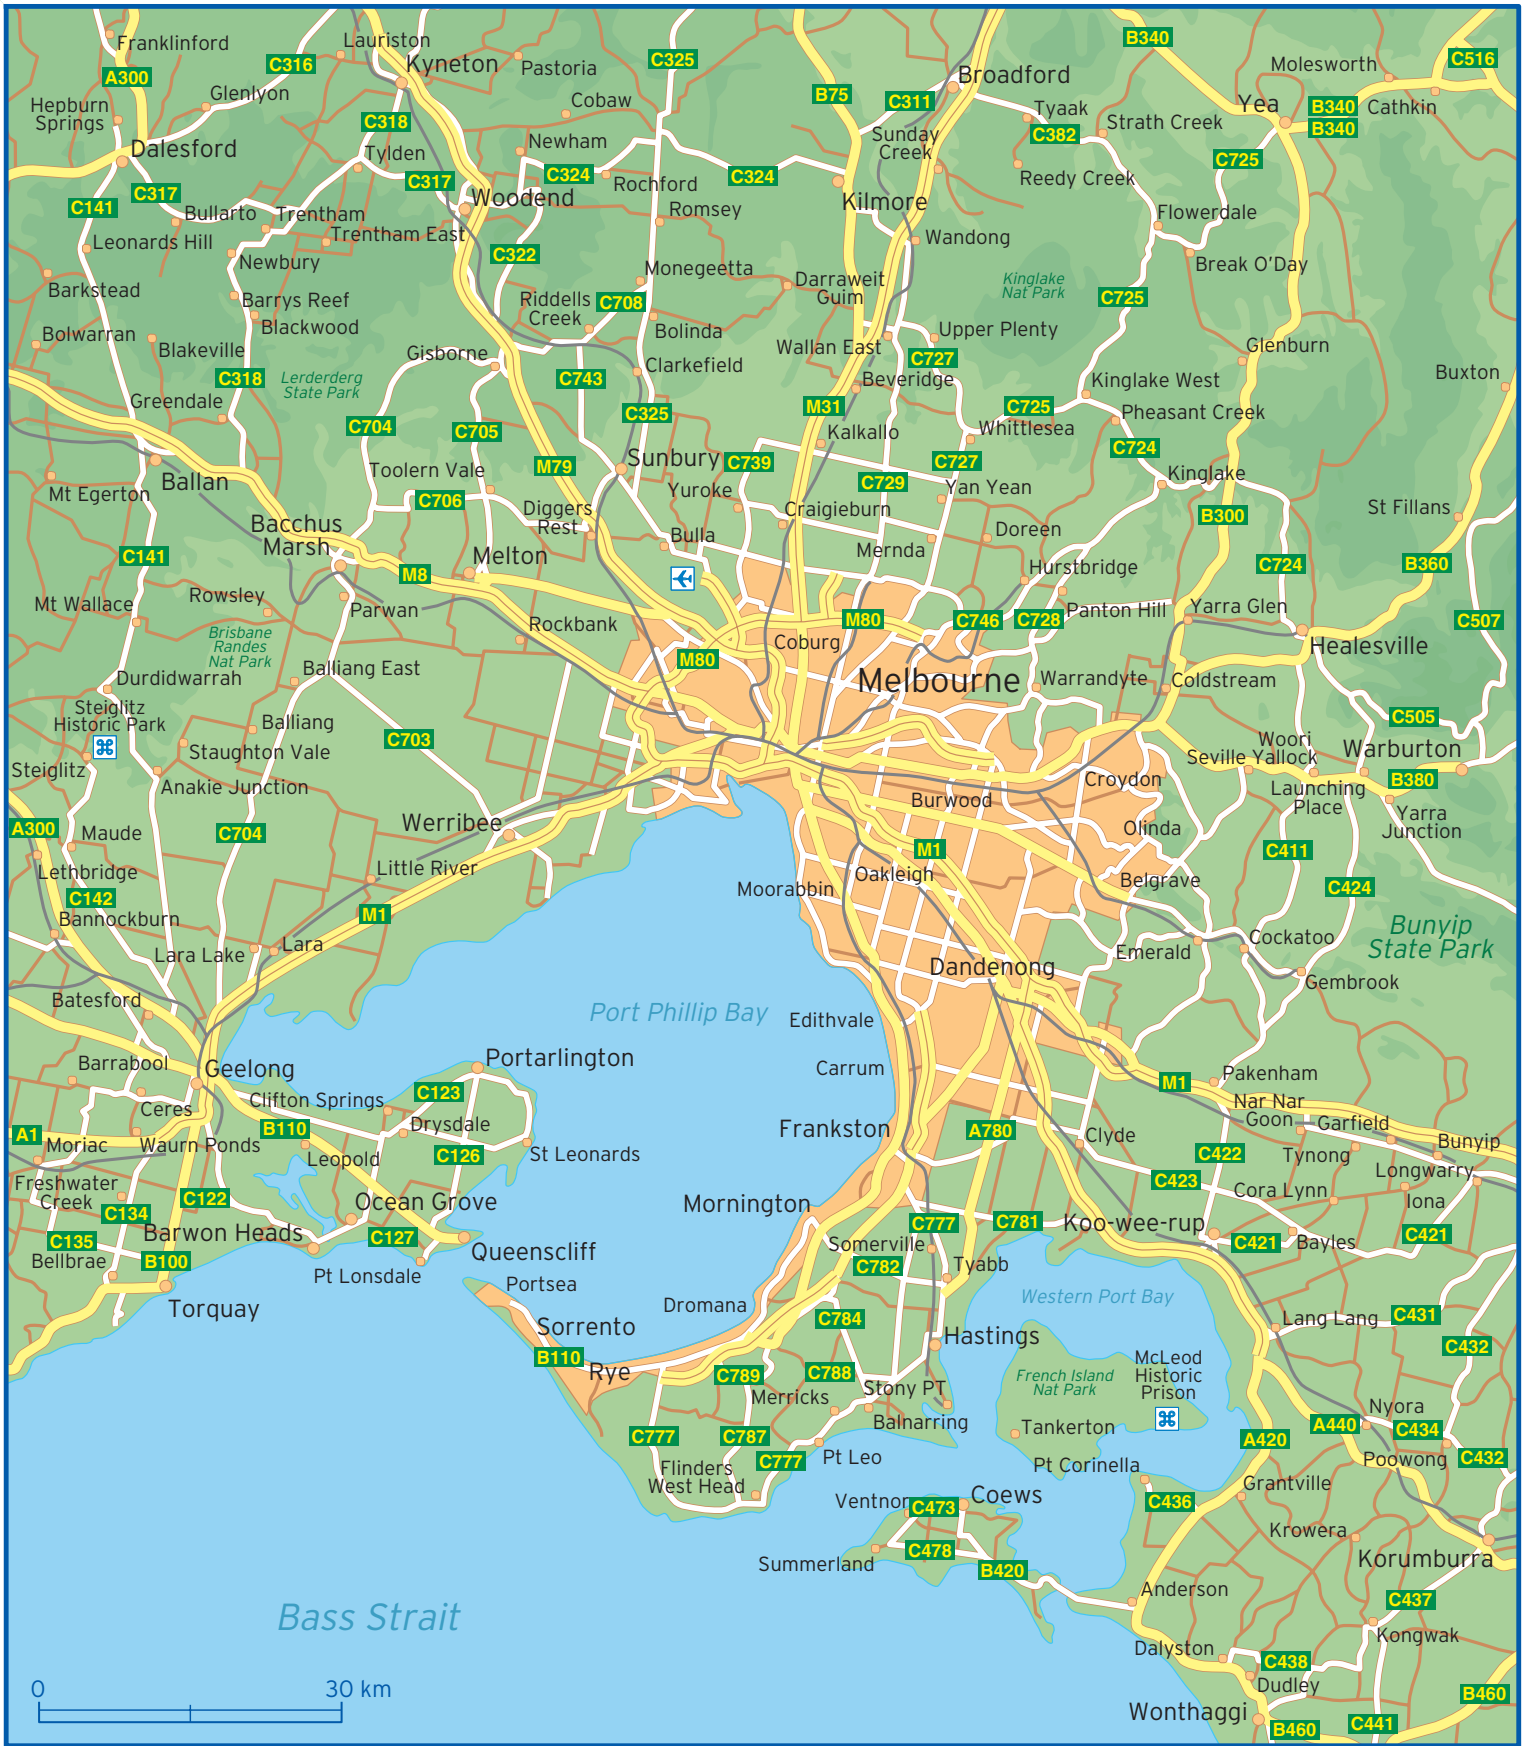 Franklinford
A300
C316
Lauriston
Kyneton
Pastoria
C325
B75
C311
Broadford
B340
Molesworth
C516
Hepburn
Springs
Glenlyon
C318
Cobaw
Sunday
Creek
Tyaak
C382
Strath Creek
Yea
B340
B340
Cathkin
Dalesford
Tylden
C317
Newham
C324
Rochford
C324
C725
Reedy Creek
C141
C317
Bullarto
Trentham
Woodend
Romsey
Kilmore
Flowerdale
Leonards Hill
Trentham East
C322
Wandong
Newbury
Break O'Day
Barkstead
Barrys Reef
Blackwood
Monegeetta
Riddells
Creek
C708
Darraweit
Guim
Kinglake
Nat Park
C725
Bolwarran
Blakeville
Bolinda
Upper Plenty
Wallan East
C727
Glenburn
Gisborne
Clarkefield
C318
Lerderderg
State Park
C743
Beveridge
Kinglake West
Buxton
Greendale
C704
C705
C325
M31
C725
Pheasant Creek
Kalkallo
Whittlesea
C724
Toolern Vale
M79
Sunbury
C739
C727
Kinglake
Ballan
Mt Egerton
C706
Yuroke
C729
Yan Yean
Bacchus
Marsh
Diggers
Rest
Craigieburn
B300
St Fillans
Bulla
Mernda
Doreen
C141
Melton
M8
Hurstbridge
C724
B360
Mt Wallace
Rowsley
Parwan
Rockbank
M80
C746
C728
Panton Hill
Yarra Glen
C507
Brisbane
Randes
Nat Park
Coburg
M80
Healesville
Durdidwarrah
Balliang East
Melbourne
Warrandyte
Coldstream
Steiglitz
Historic Park
Balliang
C703
C505
Staughton Vale
Woori
Yallock
Warburton
Steiglitz
Seville
Anakie Junction
Croydon
Launching
Place
B380
Burwood
Yarra
Junction
A300
Maude
C704
Werribee
Olinda
M1
C411
Lethbridge
Little River
Oakleigh
Belgrave
C424
Moorabbin
C142
Bannockburn
M1
Bunyip
State Park
Lara Lake
Lara
Emerald
Cockatoo
Dandenong
Gembrook
Batesford
Port Phillip Bay
Edithvale
Barrabool
Geelong
Portarlington
Carrum
Pakenham
M1
Ceres
Clifton Springs
C123
Nar Nar
Goon
Garfield
A1
B110
Drysdale
Frankston
A780
Clyde
Bunyip
Moriac
Waurn Ponds
Leopold
C126
St Leonards
C422
Tynong
Longwarry
Freshwater
Creek
C122
C423
Cora Lynn
Iona
C134
Ocean Grove
Mornington
C777
C781
Koo-wee-rup
C135
Barwon Heads
C127
Queenscliff
Somerville
C421
Bayles
C421
Bellbrae
B100
Pt Lonsdale
Portsea
C782
Tyabb
Torquay
Dromana
Western Port Bay
Sorrento
C784
Lang Lang
C431
B110
Rye
Hastings
McLeod
Historic
Prison
C432
C789
C788
Stony PT
French Island
Nat Park
Merricks
Balnarring
Nyora
C777
C787
Tankerton
A420
A440
C434
Pt Leo
C777
Poowong
C432
Flinders
West Head
Pt Corinella
Ventnor
C473
Coews
C436
Grantville
Krowera
Summerland
C478
B420
Korumburra
Anderson
C437
Bass Strait
Kongwak
Dalyston
C438
Dudley
0
30 km
B460
Wonthaggi
B460
C441